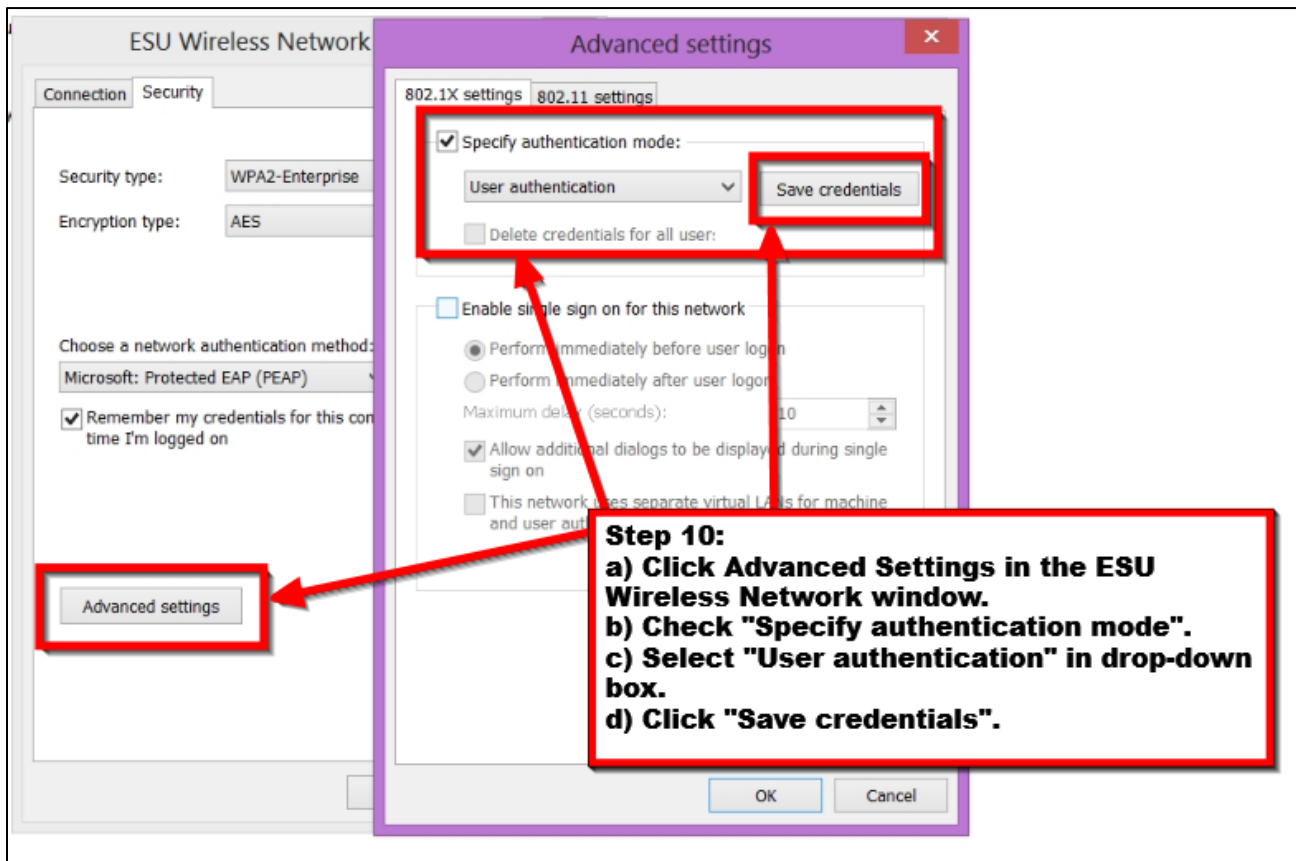 ESU Wireless Network
Connection Security
Security type: WPA2-Enterprise
Encryption type: AES
Choose a network authentication method:
Microsoft: Protected EAP (PEAP)
Remember my credentials for this con
time I'm logged on
Advanced settings
Advanced settings
802.1X settings 802.11 settings
Specify authentication mode:
User authentication Save credentials
Delete credentials for all users
Enable single sign on for this network
Perform immediately before user logon
Perform immediately after user logon
Maximum delay (seconds): 10
Allow additional dialogs to be displayed during single
sign on
This network uses separate virtual LANs for machine
and user aut
Step 10:
a) Click Advanced Settings in the ESU
Wireless Network window.
b) Check "Specify authentication mode".
c) Select "User authentication" in drop-down
box.
d) Click "Save credentials".
OK Cancel